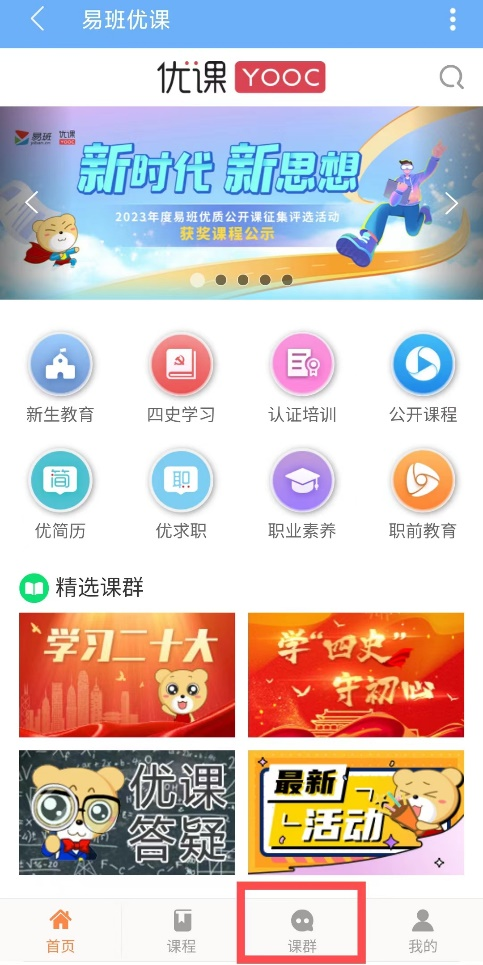 易班优课
优课 YOOC
易班 优课
yiban.cn YOOC
新时代 新思想
2023年度易班优质公开课征集评选活动
获奖课程公示
新生教育 四史学习 认证培训 公开课程
简 职
优简历 优求职 职业素养 职前教育
精选课群
学习二十大
学“四史”
守初心
优课
答疑
最新
活动
首页 课程 课群 我的